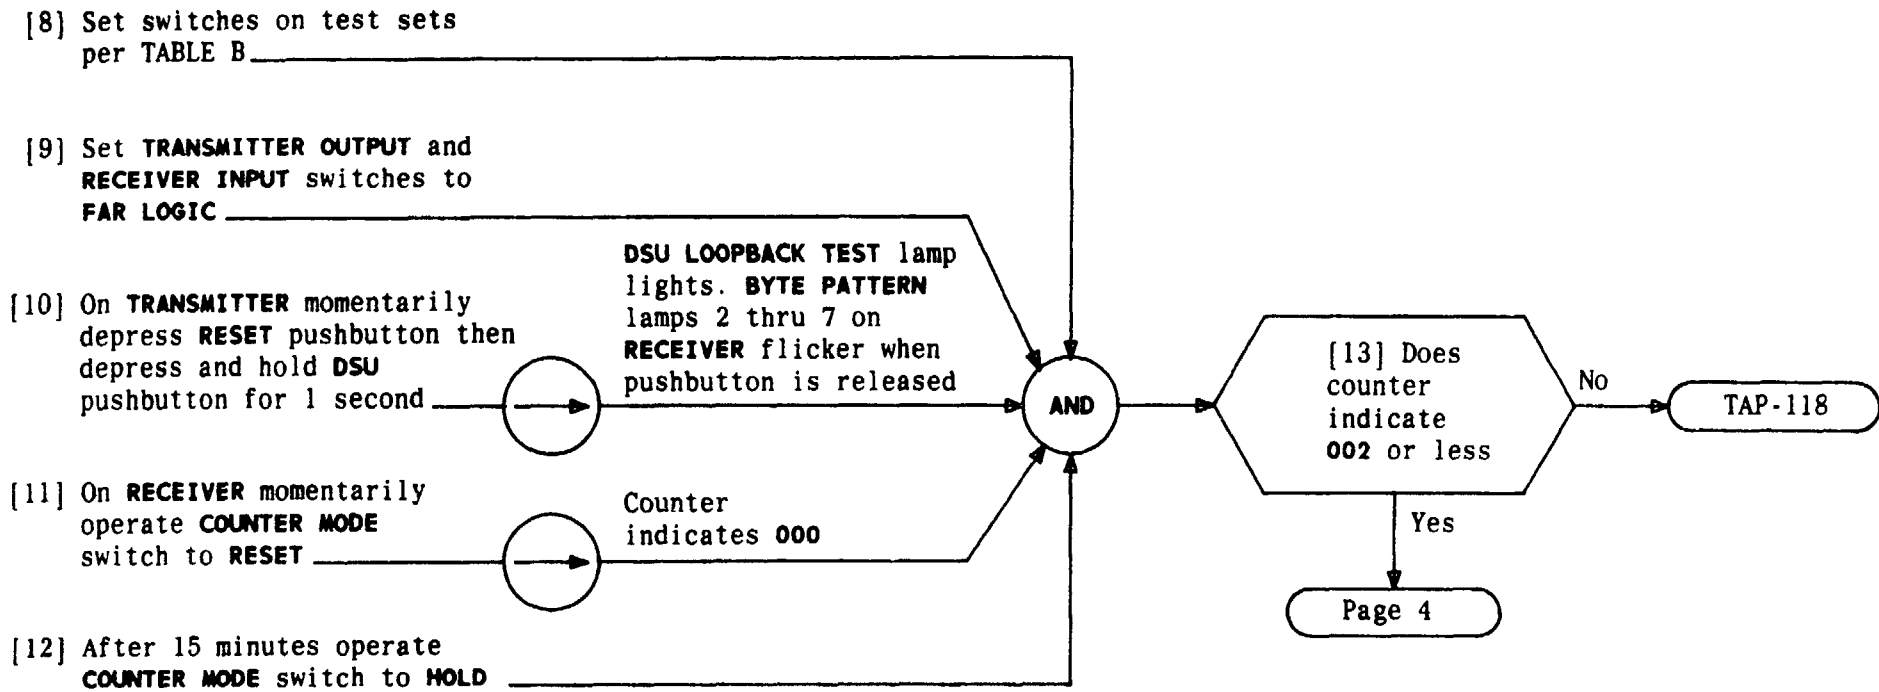 [8] Set switches on test sets
per TABLE B
[9] Set TRANSMITTER OUTPUT and
RECEIVER INPUT switches to
FAR LOGIC
[10] On TRANSMITTER momentarily
depress RESET pushbutton then
depress and hold DSU
pushbutton for 1 second
DSU LOOPBACK TEST lamp
lights. BYTE PATTERN
lamps 2 thru 7 on
RECEIVER flicker when
pushbutton is released
[11] On RECEIVER momentarily
operate COUNTER MODE
switch to RESET
Counter
indicates 000
[12] After 15 minutes operate
COUNTER MODE switch to HOLD
AND
[13] Does
counter
indicate
002 or less
No
TAP-118
Yes
Page 4